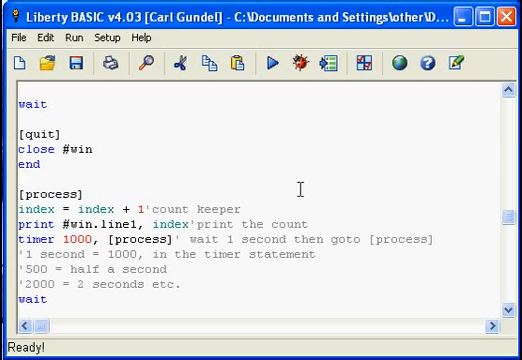 Liberty BASIC v4.03 [Carl Gundel] - C:\Documents and Settings\other\D...
File Edit Run Setup Help
wait
[quit]
close #win
end
[process]
index = index + 1'count keeper
print #win.line1, index'print the count
timer 1000, [process]' wait 1 second then goto [process]
'1 second = 1000, in the timer statement
'500 = half a second
'2000 = 2 seconds etc.
wait
Ready!